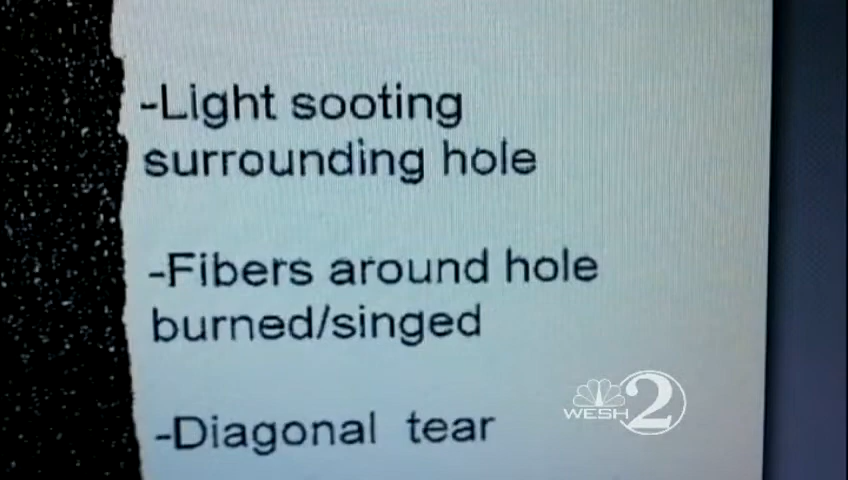 -Light sooting
surrounding hole
-Fibers around hole
burned/singed
-Diagonal tear
WESH 2